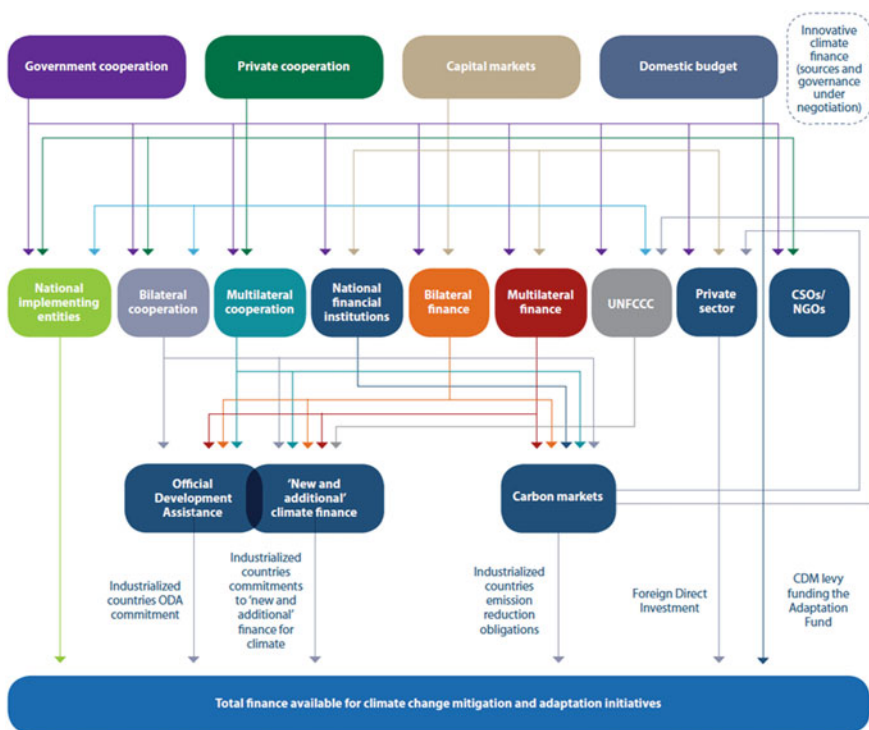 Government cooperation
Private cooperation
Capital markets
Domestic budget
Innovative
climate
finance
(sources and
governance
under
negotiation)
National
implementing
entities
Bilateral
cooperation
Multilateral
cooperation
National
financial
institutions
Bilateral
finance
Multilateral
finance
UNFCCC
Private
sector
CSOs/
NGOs
Official
Development
Assistance
'New and
additional'
climate finance
Carbon markets
Industrialized
countries ODA
commitment
Industrialized
countries
commitments
to 'new and
additional'
finance for
climate
Industrialized
countries
emission
reduction
obligations
Foreign Direct
Investment
CDM levy
funding the
Adaptation
Fund
Total finance available for climate change mitigation and adaptation initiatives